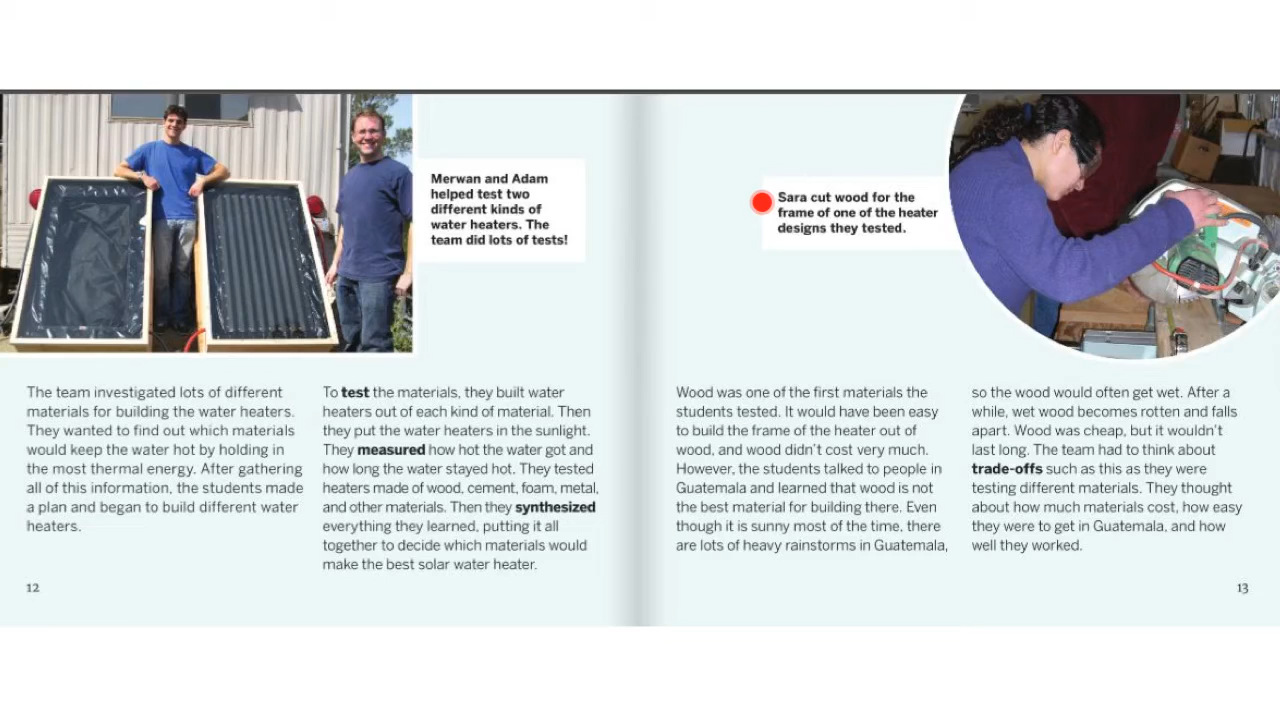 Merwan and Adam
helped test two
different kinds of
water heaters. The
team did lots of tests!
The team investigated lots of different
materials for building the water heaters.
They wanted to find out which materials
would keep the water hot by holding in
the most thermal energy. After gathering
all of this information, the students made
a plan and began to build different water
heaters.
To test the materials, they built water
heaters out of each kind of material. Then
they put the water heaters in the sunlight.
They measured how hot the water got and
how long the water stayed hot. They tested
heaters made of wood, cement, foam, metal,
and other materials. Then they synthesized
everything they learned, putting it all
together to decide which materials would
make the best solar water heater.
12
Sara cut wood for the
frame of one of the heater
designs they tested.
Wood was one of the first materials the
students tested. It would have been easy
to build the frame of the heater out of
wood, and wood didn't cost very much.
However, the students talked to people in
Guatemala and learned that wood is not
the best material for building there. Even
though it is sunny most of the time, there
are lots of heavy rainstorms in Guatemala,
so the wood would often get wet. After a
while, wet wood becomes rotten and falls
apart. Wood was cheap, but it wouldn't
last long. The team had to think about
trade-offs such as this as they were
testing different materials. They thought
about how much materials cost, how easy
they were to get in Guatemala, and how
well they worked.
13